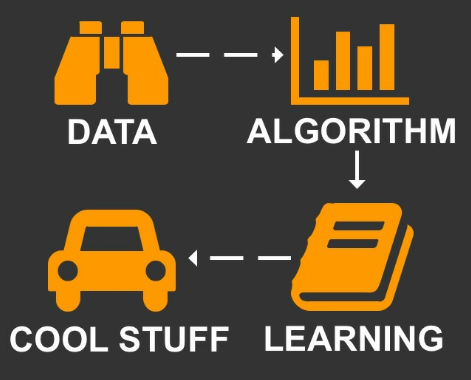 DATA
ALGORITHM
COOL STUFF
LEARNING